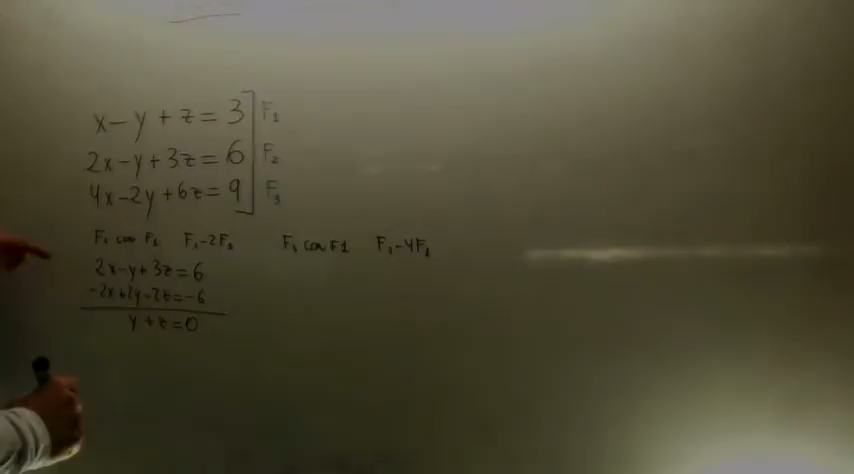 x-y+z=3 F₁
2x-y+3z=6 F₂
4x-2y+6z=9 F₃
F₂ con F₁ F₂-2F₁ F₃ con F1 F₃-4F₁
2x-y+3z=6
-2x+2y-2z=-6
y+z=0